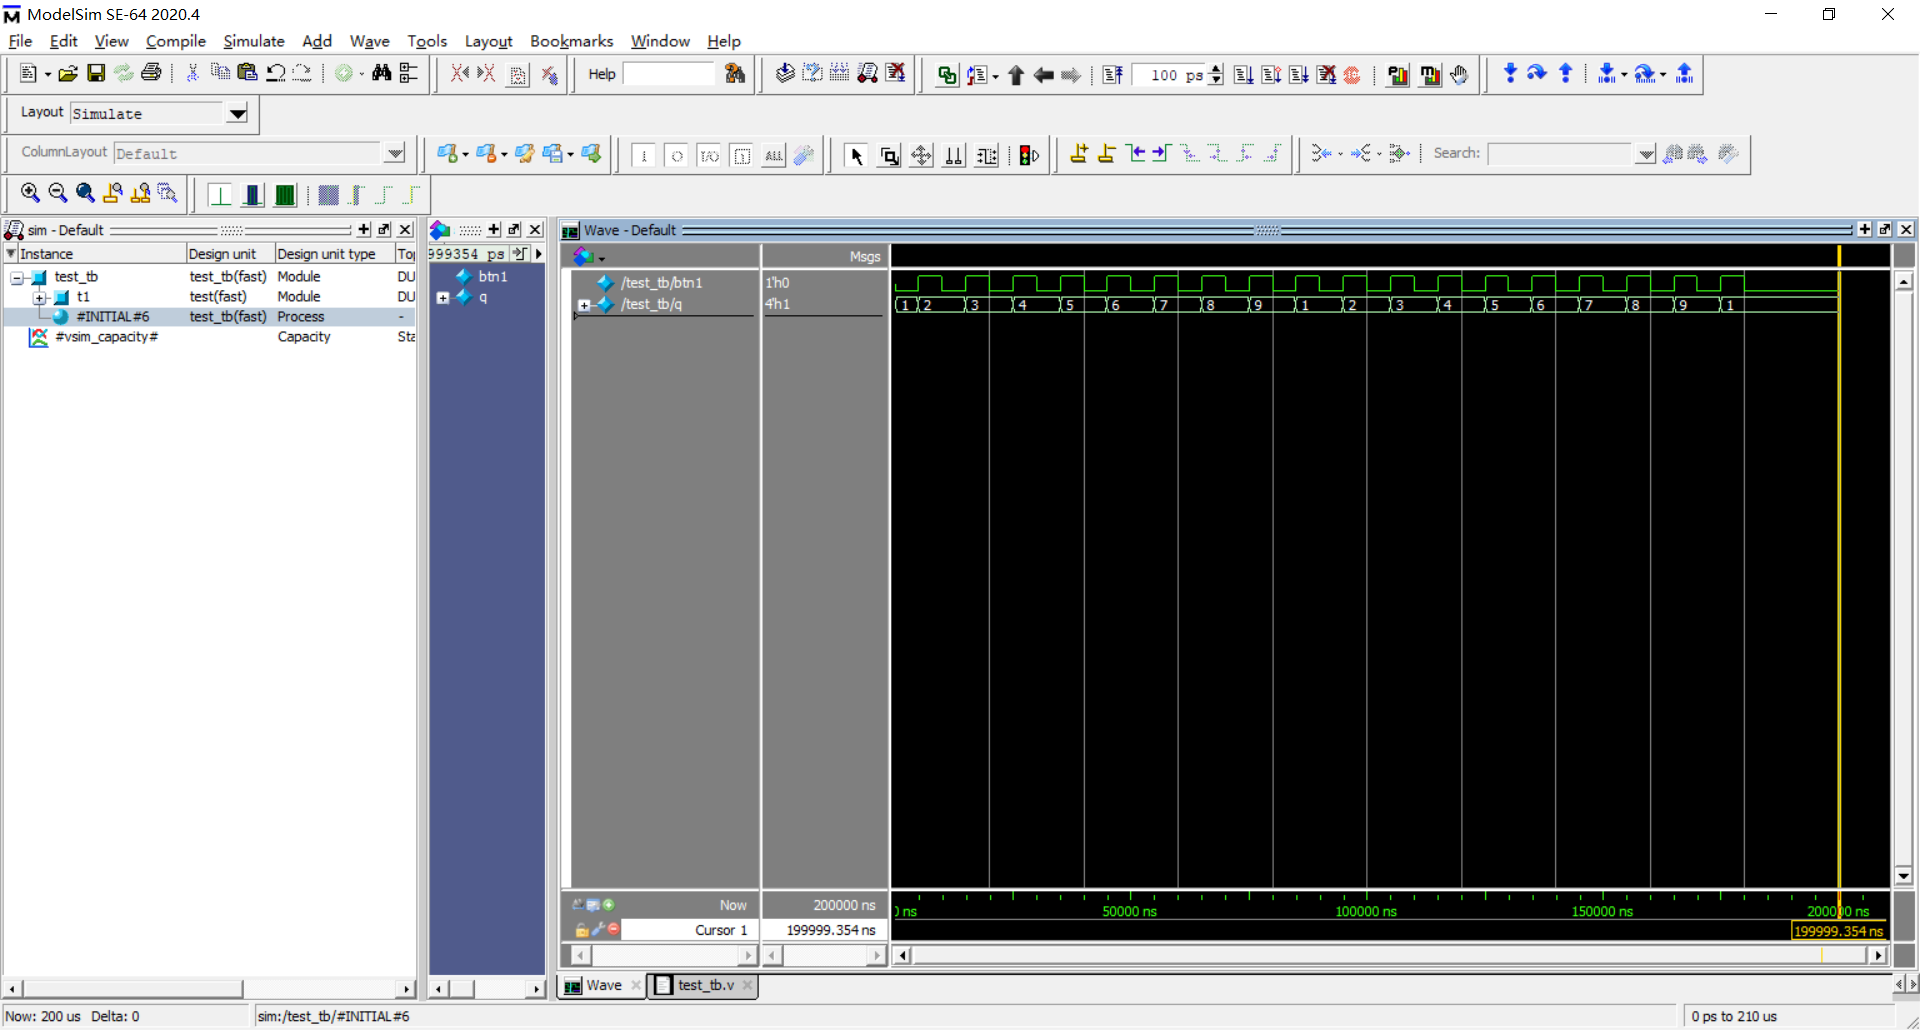 ModelSim SE-64 2020.4
File Edit View Compile Simulate Add Wave Tools Layout Bookmarks Window Help
Help 100 ps
Layout Simulate
ColumnLayout Default ALL Search:
sim - Default
Instance Design unit Design unit type Top
test_tb test_tb(fast) Module DU
t1 test(fast) Module DU
#INITIAL#6 test_tb(fast) Process -
#vsim_capacity# Capacity Sta
999354 ps
btn1
q
Wave - Default
Msgs
/test_tb/btn1 1'h0
/test_tb/q 4'h1 1 2 3 4 5 6 7 8 9 1 2 3 4 5 6 7 8 9 1
Now 200000 ns
Cursor 1 199999.354 ns
0 ns 50000 ns 100000 ns 150000 ns 200000 ns
199999.354 ns
Wave test_tb.v
Now: 200 us Delta: 0 sim:/test_tb/#INITIAL#6 0 ps to 210 us